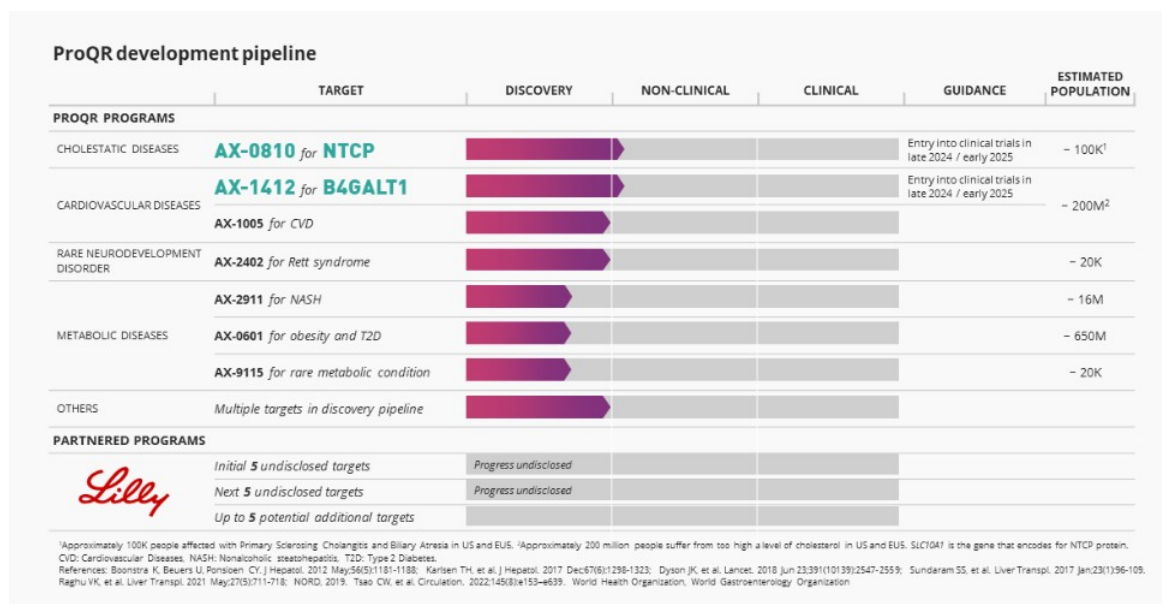 ProQR development pipeline
TARGET DISCOVERY NON-CLINICAL CLINICAL GUIDANCE ESTIMATED POPULATION
PROQR PROGRAMS
CHOLESTATIC DISEASES AX-0810 for NTCP Entry into clinical trials in late 2024 / early 2025 ~ 100K¹
CARDIOVASCULAR DISEASES AX-1412 for B4GALT1 Entry into clinical trials in late 2024 / early 2025 ~ 200M²
AX-1005 for CVD
RARE NEURODEVELOPMENT DISORDER AX-2402 for Rett syndrome ~ 20K
METABOLIC DISEASES AX-2911 for NASH ~ 16M
AX-0601 for obesity and T2D ~ 650M
AX-9115 for rare metabolic condition ~ 20K
OTHERS Multiple targets in discovery pipeline
PARTNERED PROGRAMS
Lilly
Initial 5 undisclosed targets Progress undisclosed
Next 5 undisclosed targets Progress undisclosed
Up to 5 potential additional targets
¹Approximately 100K people affected with Primary Sclerosing Cholangitis and Biliary Atresia in US and EU5. ²Approximately 200 million people suffer from too high a level of cholesterol in US and EU5. SLC10A1 is the gene that encodes for NTCP protein.
CVD: Cardiovascular Diseases, NASH: Nonalcoholic steatohepatitis, T2D: Type 2 Diabetes.
References: Boonstra K, Beuers U, Ponsioen CY. J Hepatol. 2012 May;56(5):1181-1188; Karlsen TH, et al. J Hepatol. 2017 Dec;67(6):1298-1323; Dyson JK, et al. Lancet. 2018 Jun 23;391(10139):2547-2559; Sundaram SS, et al. Liver Transpl. 2017 Jan;23(1):96-109.
Raghu VK, et al. Liver Transpl. 2021 May;27(5):711-718; NORD, 2019. Tsao CW, et al. Circulation. 2022;145(8):e153–e639. World Health Organization, World Gastroenterology Organization